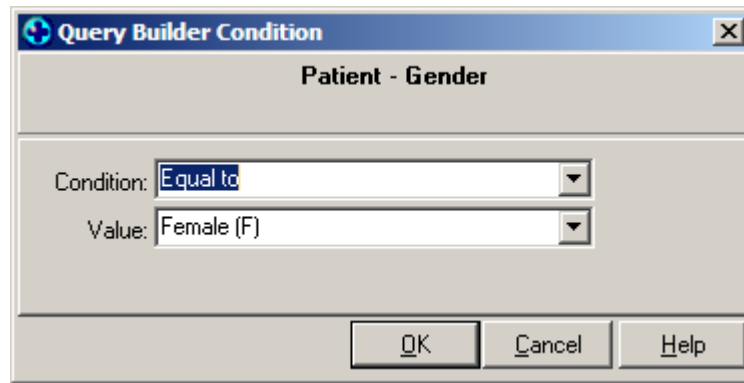 Query Builder Condition
Patient - Gender
Condition: Equal to
Value: Female (F)
OK Cancel Help